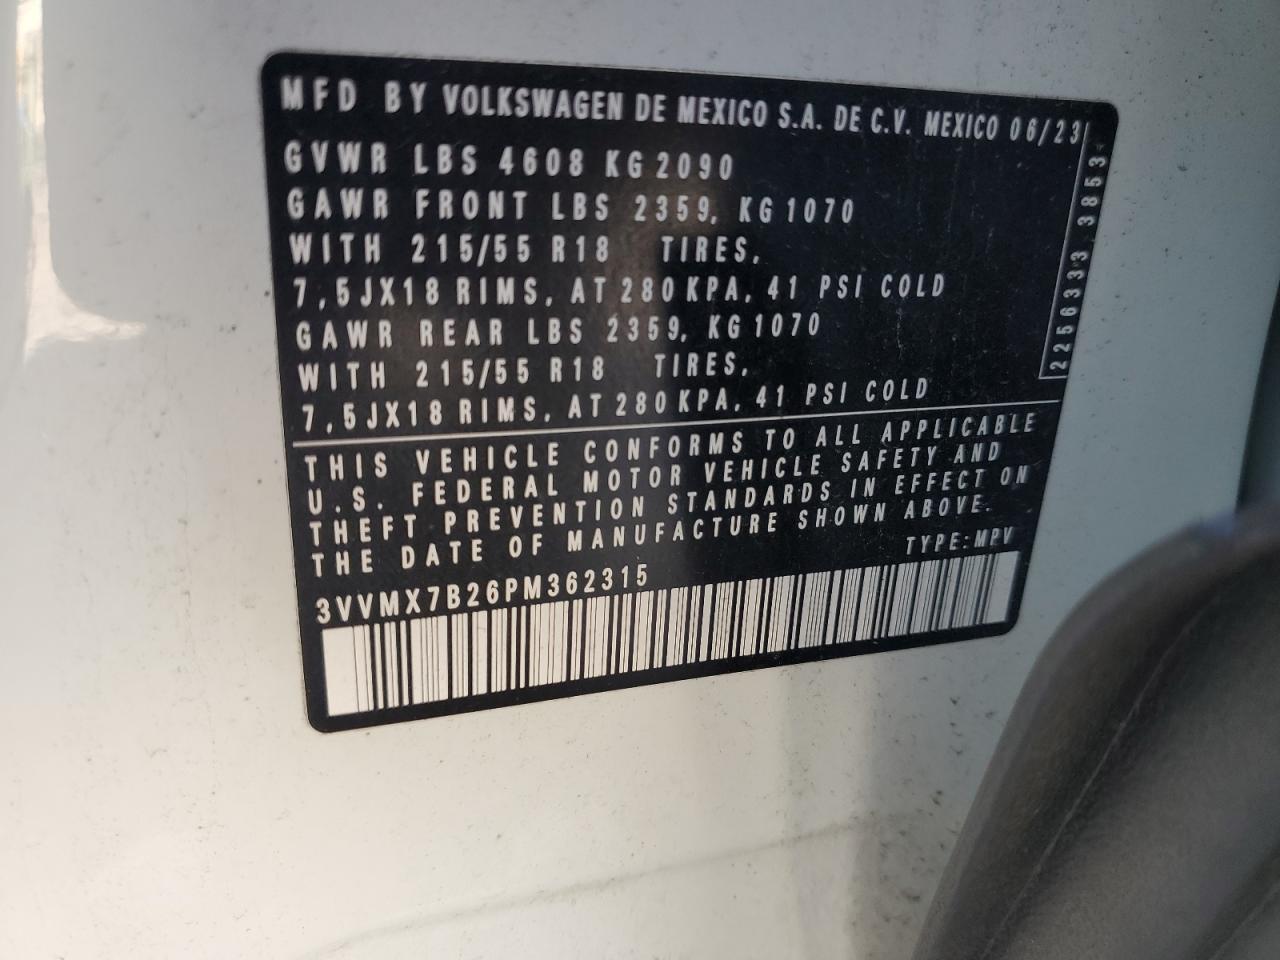 MFD BY VOLKSWAGEN DE MEXICO S.A. DE C.V. MEXICO 06/23
GVWR LBS 4608 KG 2090
GAWR FRONT LBS 2359, KG 1070
WITH 215/55 R18 TIRES,
7,5JX18 RIMS, AT 280 KPA, 41 PSI COLD
GAWR REAR LBS 2359, KG 1070
WITH 215/55 R18 TIRES,
7,5JX18 RIMS, AT 280 KPA, 41 PSI COLD
2256333 3853
THIS VEHICLE CONFORMS TO ALL APPLICABLE
U.S. FEDERAL MOTOR VEHICLE SAFETY AND
THEFT PREVENTION STANDARDS IN EFFECT ON
THE DATE OF MANUFACTURE SHOWN ABOVE.
TYPE: MPV
3VVMX7B26PM362315